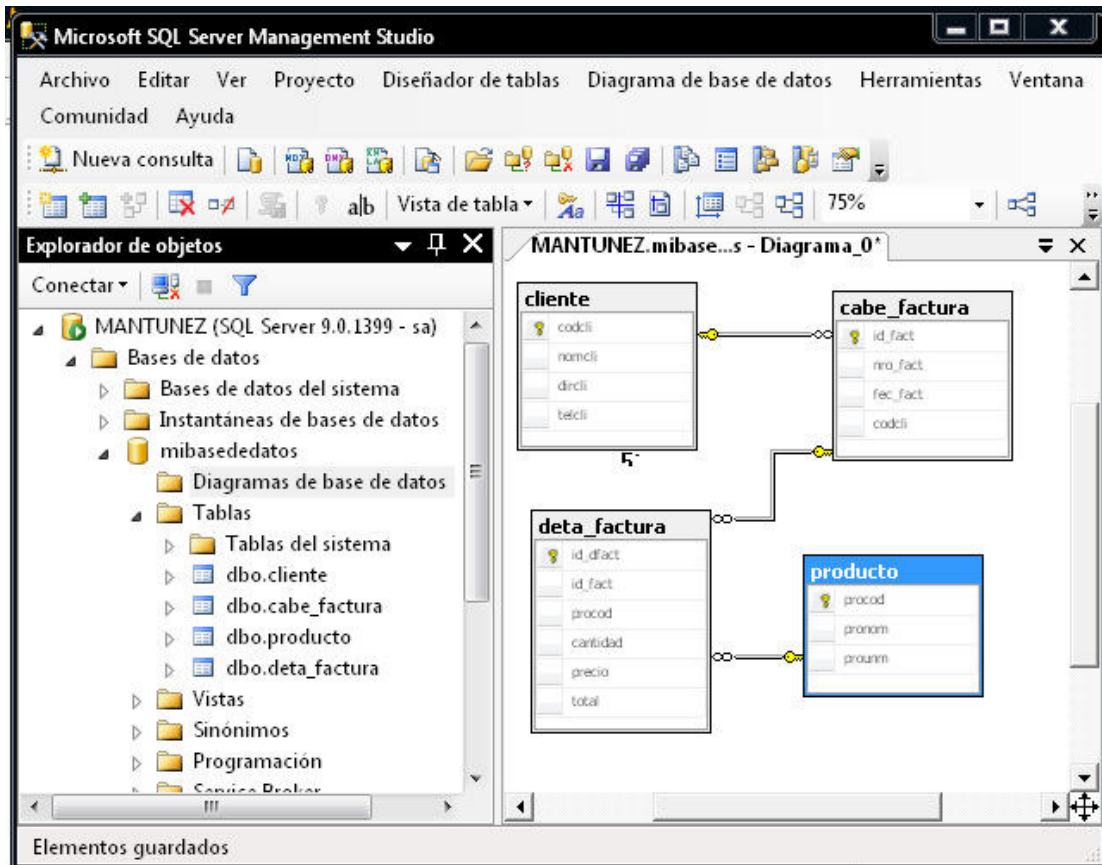 Microsoft SQL Server Management Studio
Archivo Editar Ver Proyecto Diseñador de tablas Diagrama de base de datos Herramientas Ventana
Comunidad Ayuda
Nueva consulta
ab Vista de tabla 75%
Explorador de objetos
Conectar
MANTUNEZ (SQL Server 9.0.1399 - sa)
Bases de datos
Bases de datos del sistema
Instantáneas de bases de datos
mibasededatos
Diagramas de base de datos
Tablas
Tablas del sistema
dbo.cliente
dbo.cabe_factura
dbo.producto
dbo.deta_factura
Vistas
Sinónimos
Programación
Service Broker
MANTUNEZ.mibase...s - Diagrama_0*
cliente
codcli
nomcli
dircli
telcli
cabe_factura
id_fact
nro_fact
fec_fact
codcli
deta_factura
id_dfact
id_fact
procod
cantidad
precio
total
producto
procod
pronom
prounm
Elementos guardados